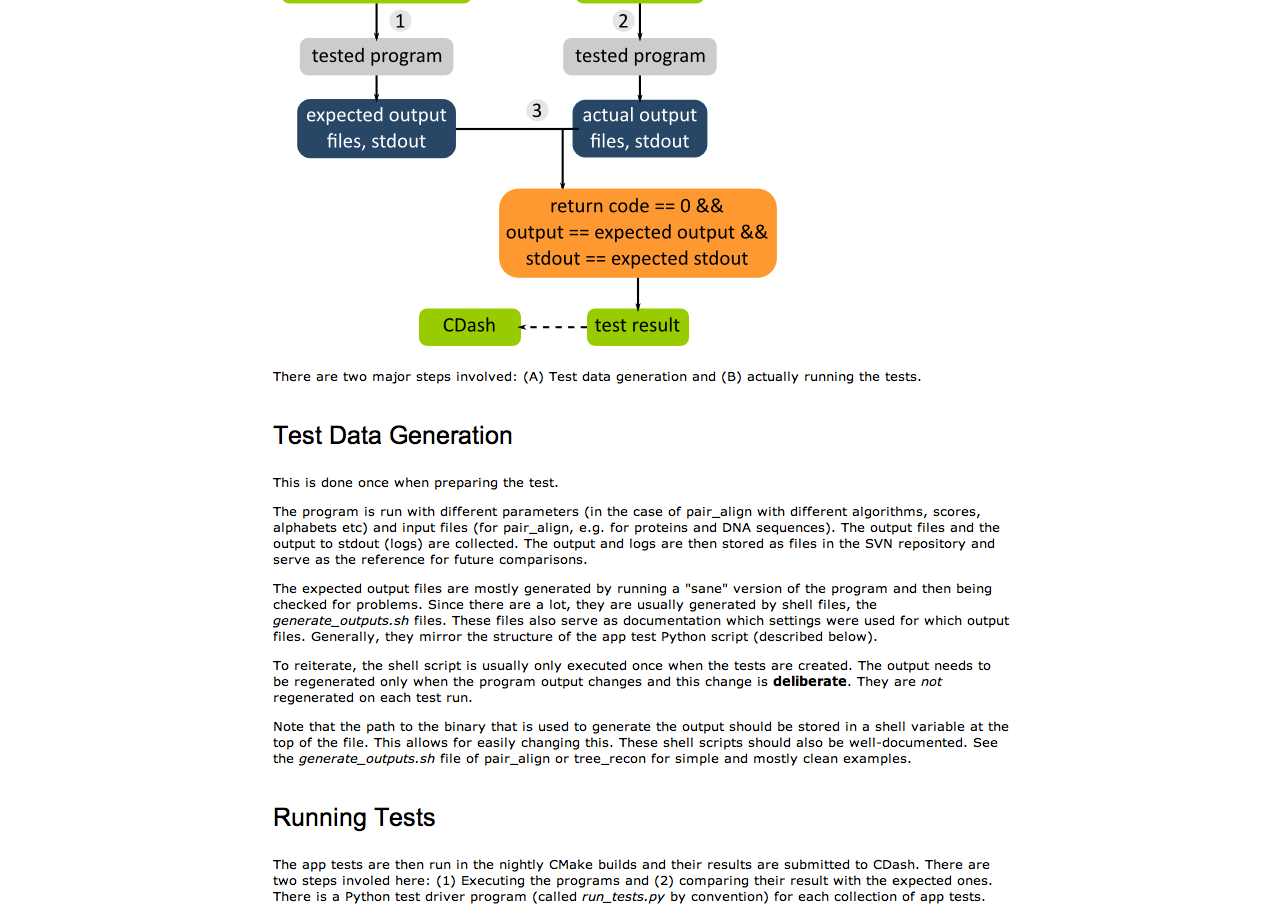 1
2
tested program
tested program
3
expected output
files, stdout
actual output
files, stdout
return code == 0 &&
output == expected output &&
stdout == expected stdout
CDash
test result
There are two major steps involved: (A) Test data generation and (B) actually running the tests.
Test Data Generation
This is done once when preparing the test.
The program is run with different parameters (in the case of pair_align with different algorithms, scores,
alphabets etc) and input files (for pair_align, e.g. for proteins and DNA sequences). The output files and the
output to stdout (logs) are collected. The output and logs are then stored as files in the SVN repository and
serve as the reference for future comparisons.
The expected output files are mostly generated by running a "sane" version of the program and then being
checked for problems. Since there are a lot, they are usually generated by shell files, the
generate_outputs.sh files. These files also serve as documentation which settings were used for which output
files. Generally, they mirror the structure of the app test Python script (described below).
To reiterate, the shell script is usually only executed once when the tests are created. The output needs to
be regenerated only when the program output changes and this change is deliberate. They are not
regenerated on each test run.
Note that the path to the binary that is used to generate the output should be stored in a shell variable at the
top of the file. This allows for easily changing this. These shell scripts should also be well-documented. See
the generate_outputs.sh file of pair_align or tree_recon for simple and mostly clean examples.
Running Tests
The app tests are then run in the nightly CMake builds and their results are submitted to CDash. There are
two steps involed here: (1) Executing the programs and (2) comparing their result with the expected ones.
There is a Python test driver program (called run_tests.py by convention) for each collection of app tests.